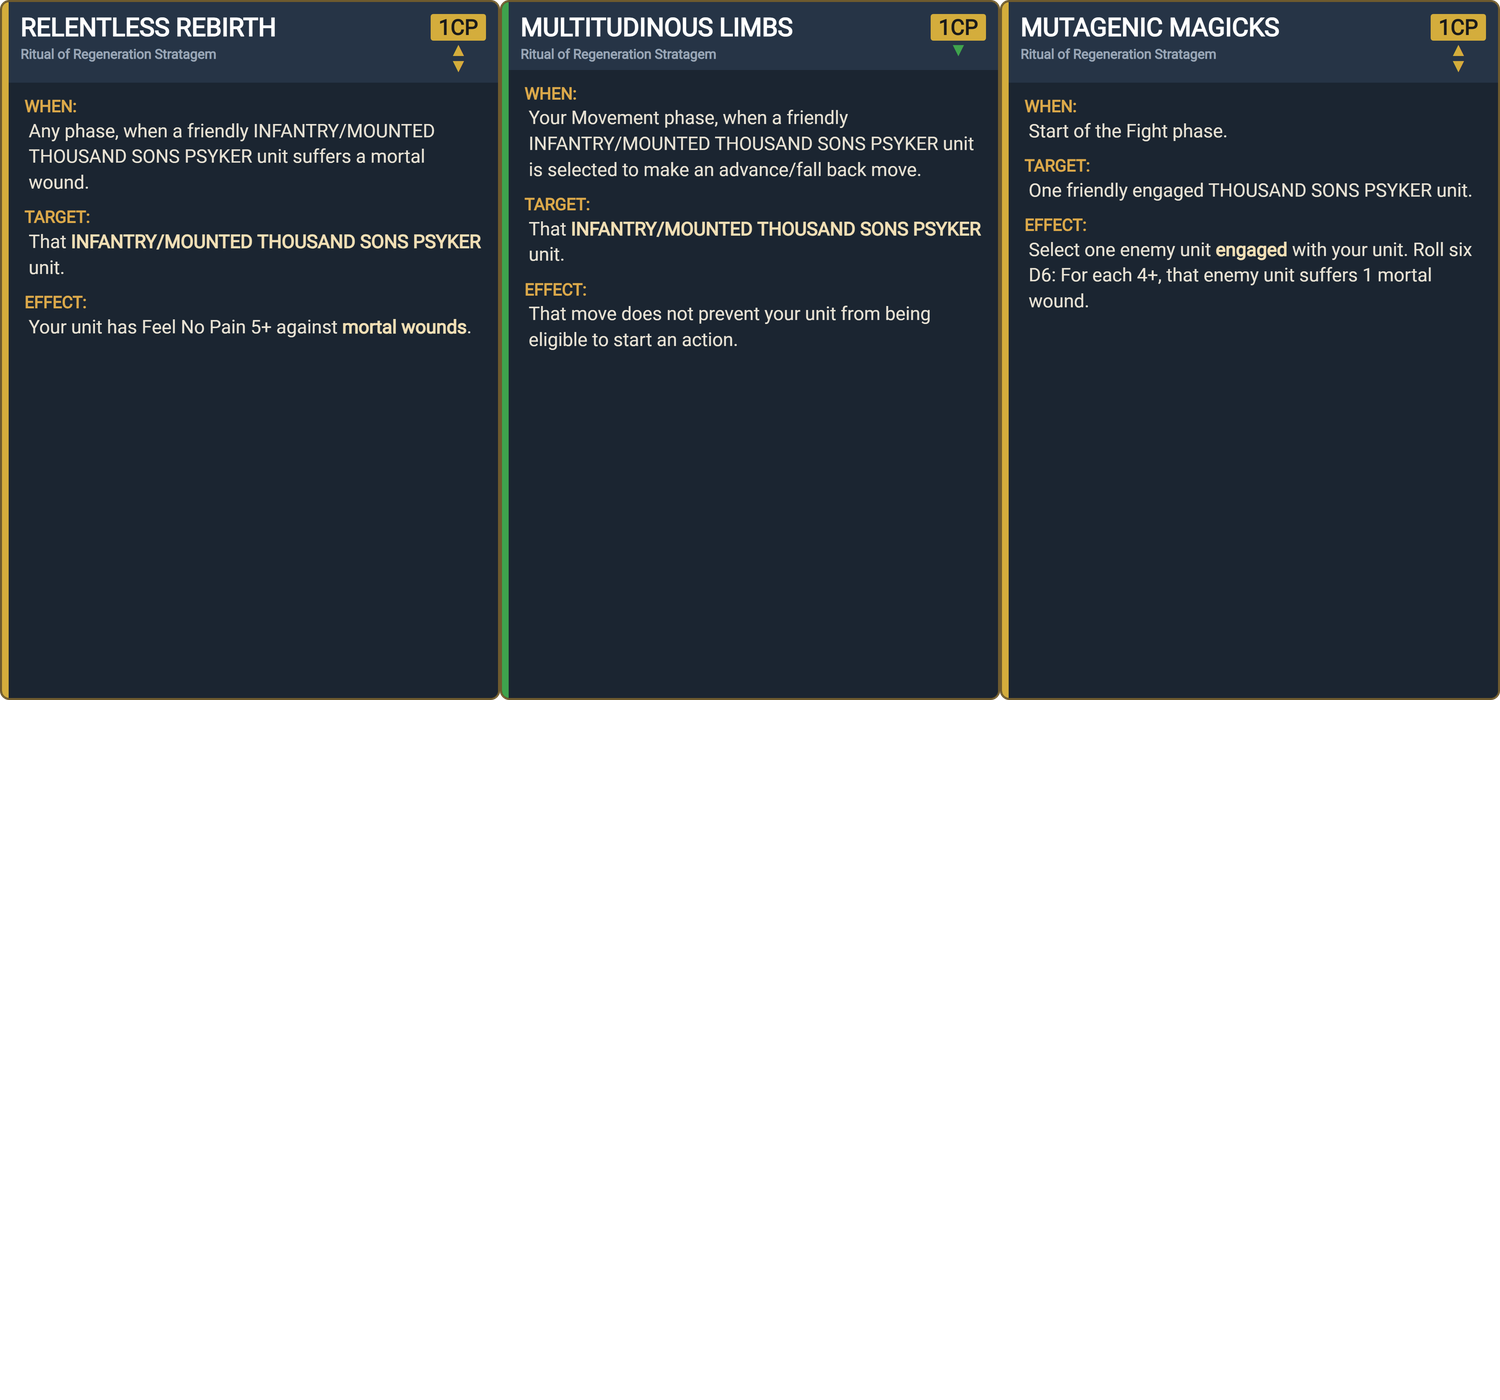 RELENTLESS REBIRTH
1CP
Ritual of Regeneration Stratagem
WHEN:
Any phase, when a friendly INFANTRY/MOUNTED
THOUSAND SONS PSYKER unit suffers a mortal
wound.
TARGET:
That INFANTRY/MOUNTED THOUSAND SONS PSYKER
unit.
EFFECT:
Your unit has Feel No Pain 5+ against mortal wounds.
MULTITUDINOUS LIMBS
1CP
Ritual of Regeneration Stratagem
WHEN:
Your Movement phase, when a friendly
INFANTRY/MOUNTED THOUSAND SONS PSYKER unit
is selected to make an advance/fall back move.
TARGET:
That INFANTRY/MOUNTED THOUSAND SONS PSYKER
unit.
EFFECT:
That move does not prevent your unit from being
eligible to start an action.
MUTAGENIC MAGICKS
1CP
Ritual of Regeneration Stratagem
WHEN:
Start of the Fight phase.
TARGET:
One friendly engaged THOUSAND SONS PSYKER unit.
EFFECT:
Select one enemy unit engaged with your unit. Roll six
D6: For each 4+, that enemy unit suffers 1 mortal
wound.